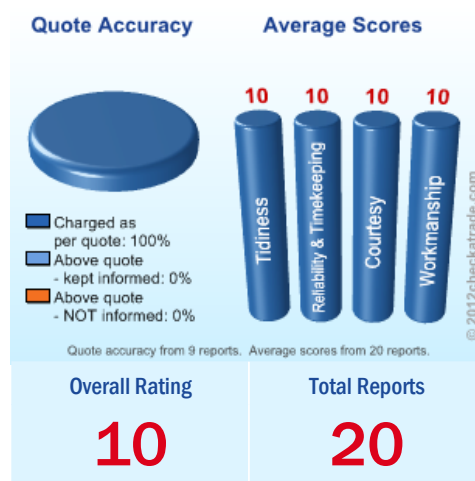 Quote Accuracy
Average Scores
10 10 10 10
Tidiness
Reliability & Timekeeping
Courtesy
Workmanship
Charged as
per quote: 100%
Above quote
- kept informed: 0%
Above quote
- NOT informed: 0%
© 2012checkatrade.com
Quote accuracy from 9 reports. Average scores from 20 reports.
Overall Rating
Total Reports
10
20